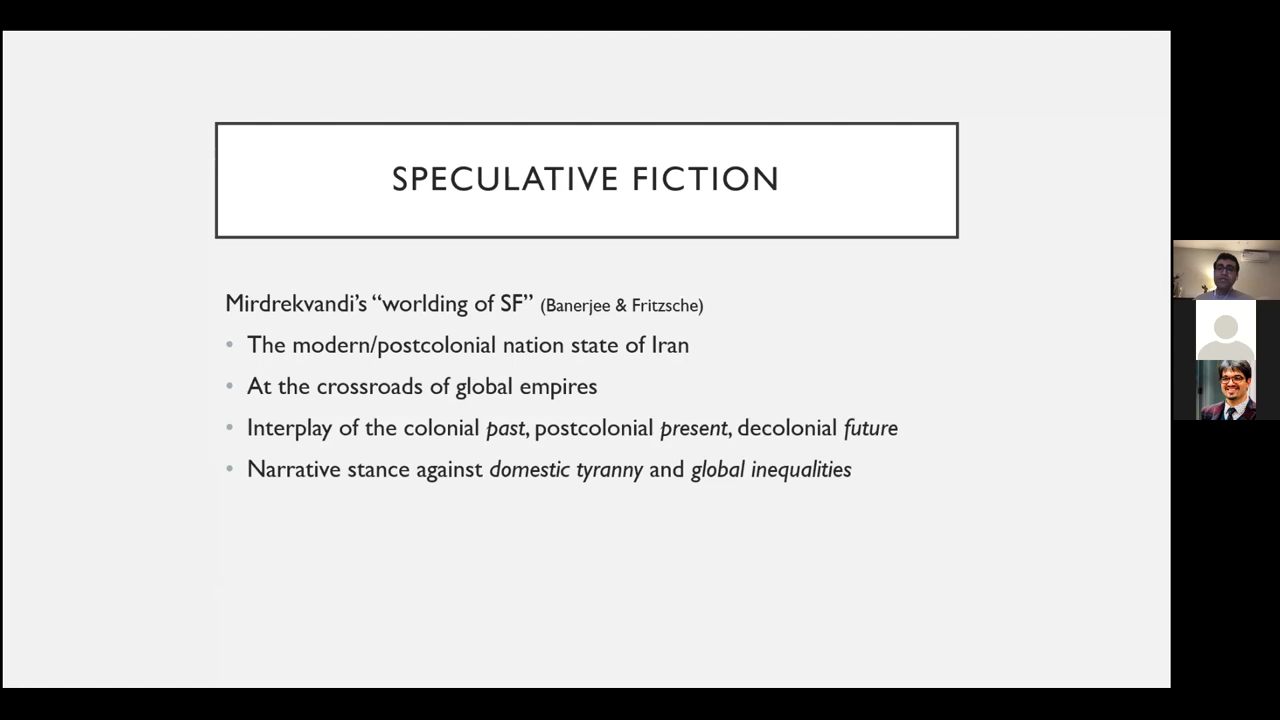 SPECULATIVE FICTION
Mirdrekvandi’s “worlding of SF” (Banerjee & Fritzsche)
• The modern/postcolonial nation state of Iran
• At the crossroads of global empires
• Interplay of the colonial past, postcolonial present, decolonial future
• Narrative stance against domestic tyranny and global inequalities